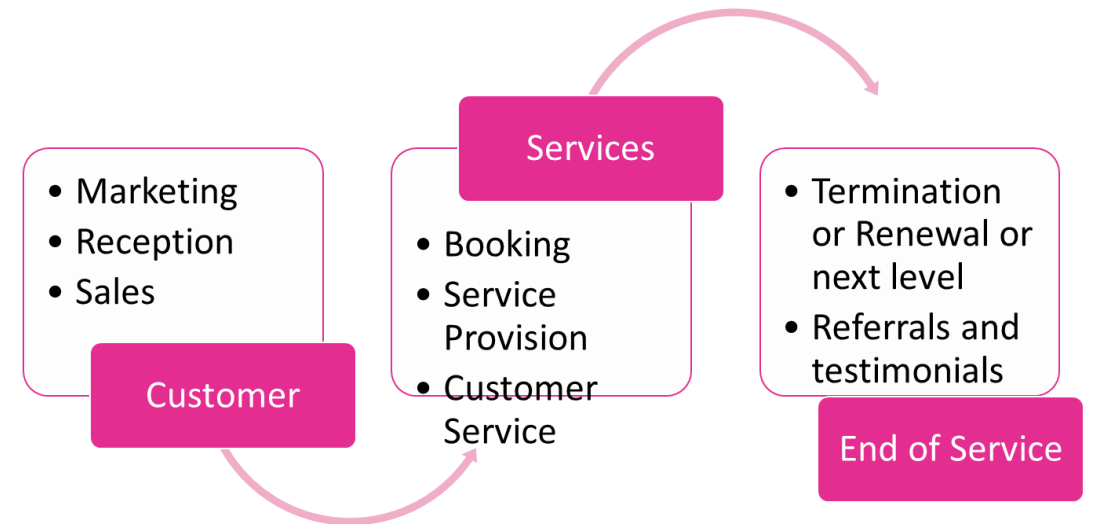 • Marketing
• Reception
• Sales
Customer
Services
• Booking
• Service
Provision
• Customer
Service
• Termination
or Renewal or
next level
• Referrals and
testimonials
End of Service